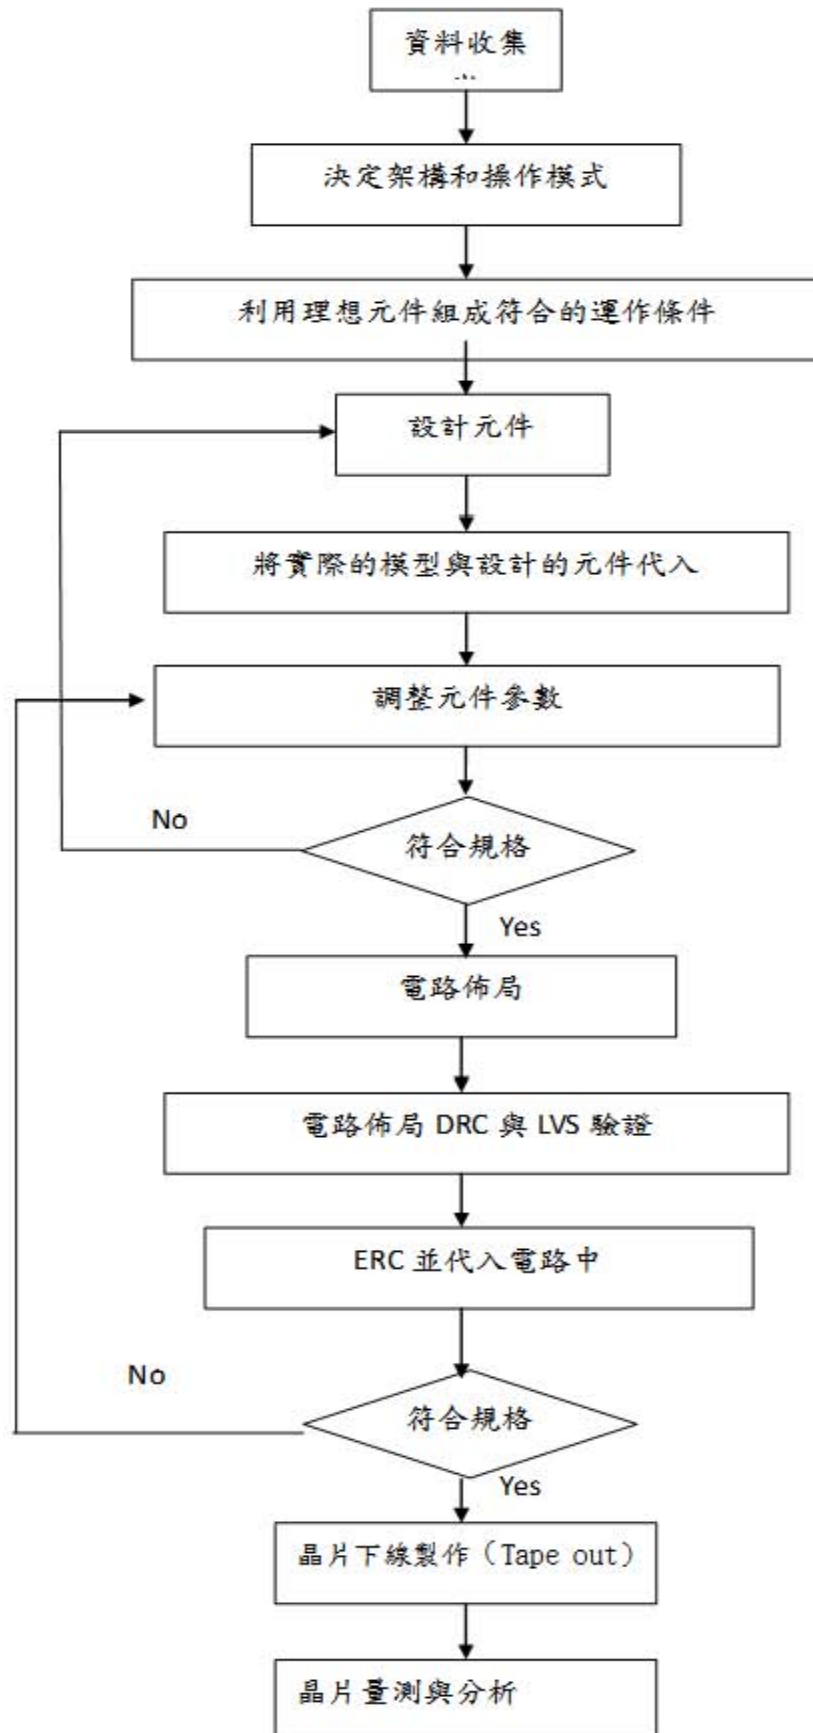 資料收集
決定架構和操作模式
利用理想元件組成符合的運作條件
設計元件
將實際的模型與設計的元件代入
調整元件參數
No
符合規格
Yes
電路佈局
電路佈局 DRC 與 LVS 驗證
ERC 並代入電路中
No
符合規格
Yes
晶片下線製作（Tape out）
晶片量測與分析